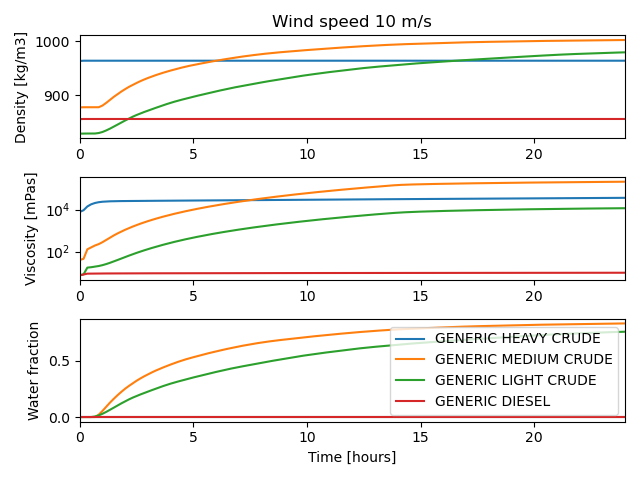 Wind speed 10 m/s
Density [kg/m3]
1000
900
0 5 10 15 20
Viscosity [mPas]
10^4
10^2
0 5 10 15 20
Water fraction
0.5
0.0
GENERIC HEAVY CRUDE
GENERIC MEDIUM CRUDE
GENERIC LIGHT CRUDE
GENERIC DIESEL
0 5 10 15 20
Time [hours]